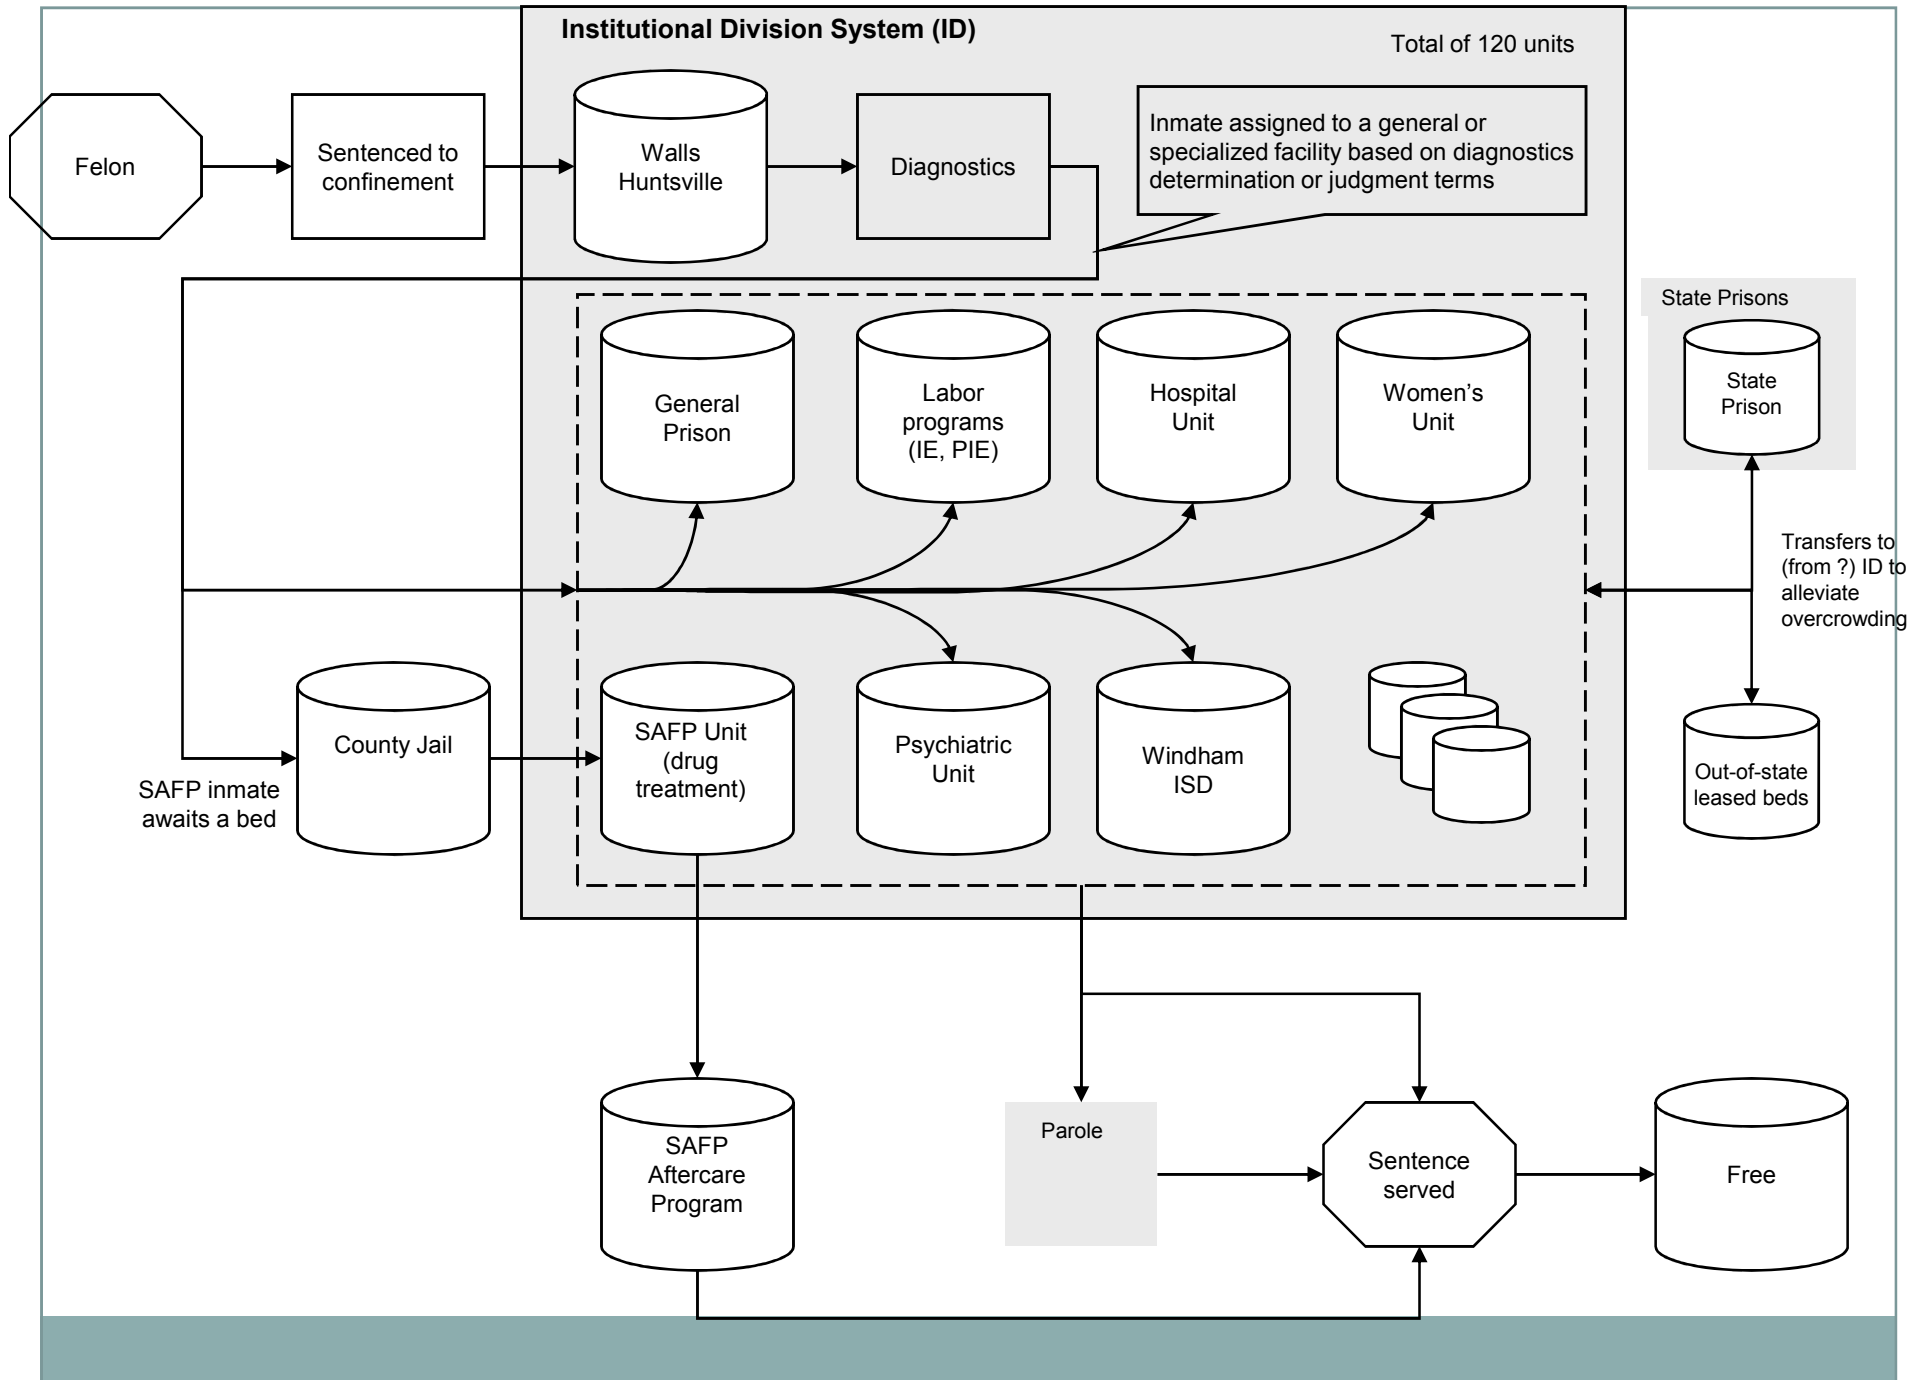 Institutional Division System (ID)
Total of 120 units
Felon
Sentenced to
confinement
Walls
Huntsville
Diagnostics
Inmate assigned to a general or
specialized facility based on diagnostics
determination or judgment terms
State Prisons
State
Prison
General
Prison
Labor
programs
(IE, PIE)
Hospital
Unit
Women’s
Unit
Transfers to
(from ?) ID to
alleviate
overcrowding
County Jail
SAFP inmate
awaits a bed
SAFP Unit
(drug
treatment)
Psychiatric
Unit
Windham
ISD
Out-of-state
leased beds
SAFP
Aftercare
Program
Parole
Sentence
served
Free